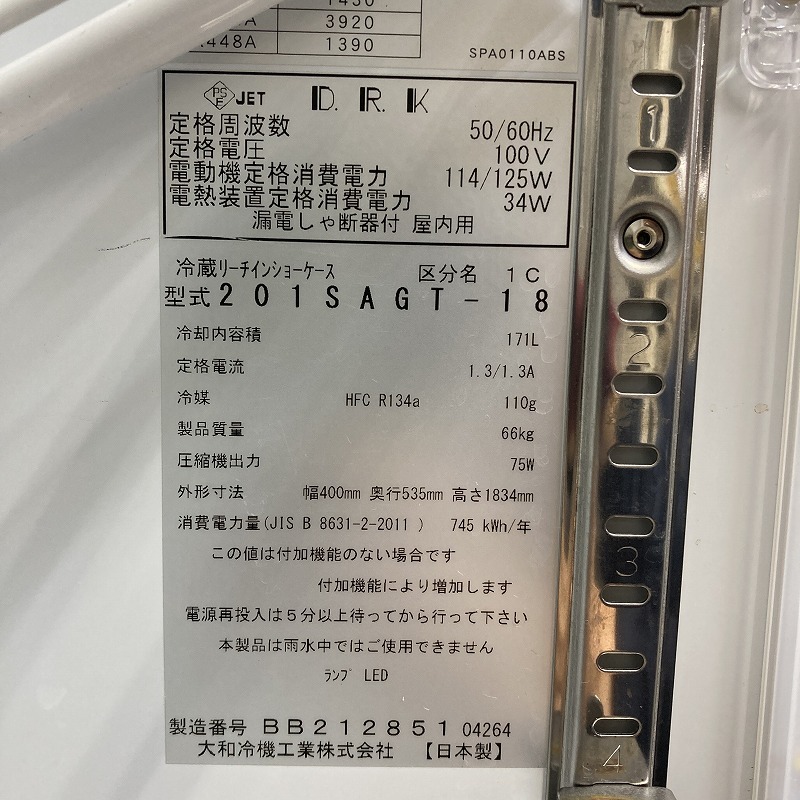 1430
3920
.448A 1390
SPA0110ABS
PSE JET D.R.K
定格周波数 50/60Hz
定格電圧 100V
電動機定格消費電力 114/125W
電熱装置定格消費電力 34W
漏電しゃ断器付 屋内用
冷蔵リーチインショーケース 区分名 1C
型式201SAGT-18
冷却内容積 171L
定格電流 1.3/1.3A
冷媒 HFC R134a 110g
製品質量 66kg
圧縮機出力 75W
外形寸法 幅400mm 奥行535mm 高さ1834mm
消費電力量(JIS B 8631-2-2011 ) 745 kWh/年
この値は付加機能のない場合です
付加機能により増加します
電源再投入は5分以上待ってから行って下さい
本製品は雨水中ではご使用できません
ランプ LED
製造番号 BB212851 04264
大和冷機工業株式会社 【日本製】
1
2
3
4